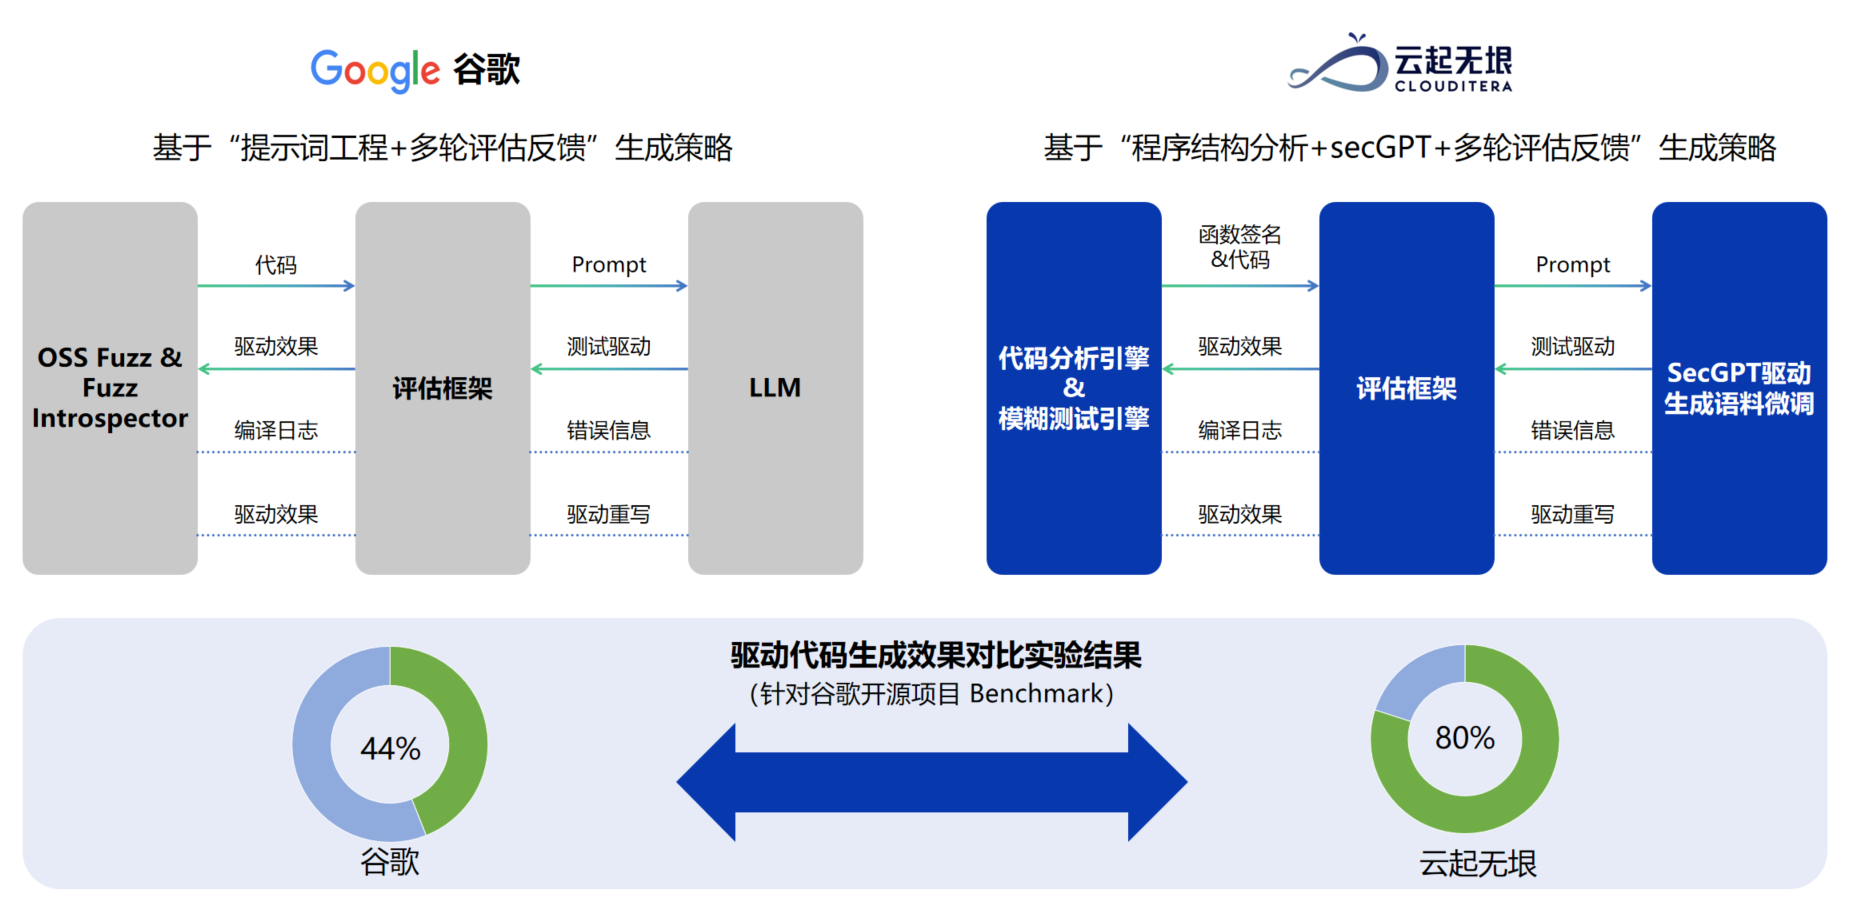 Google 谷歌
基于“提示词工程+多轮评估反馈”生成策略
OSS Fuzz &
Fuzz
Introspector
代码
驱动效果
编译日志
驱动效果
评估框架
Prompt
测试驱动
错误信息
驱动重写
LLM
云起无垠
CLOUDITERA
基于“程序结构分析+secGPT+多轮评估反馈”生成策略
代码分析引擎
&
模糊测试引擎
函数签名
&代码
驱动效果
编译日志
驱动效果
评估框架
Prompt
测试驱动
错误信息
驱动重写
SecGPT驱动
生成语料微调
驱动代码生成效果对比实验结果
（针对谷歌开源项目 Benchmark）
44%
谷歌
80%
云起无垠